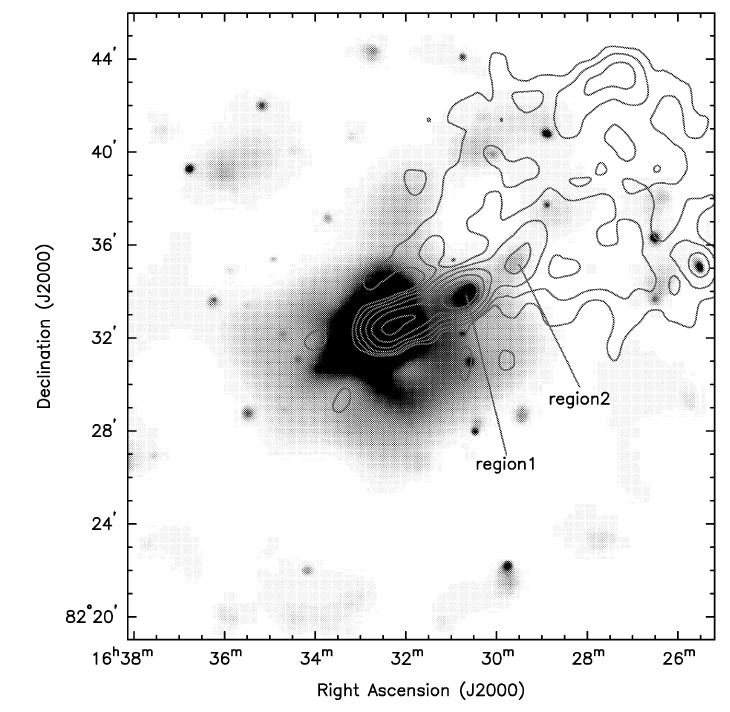 44'
40'
36'
32'
28'
24'
82°20'
Declination (J2000)
region2
region1
16ʰ38ᵐ 36ᵐ 34ᵐ 32ᵐ 30ᵐ 28ᵐ 26ᵐ
Right Ascension (J2000)